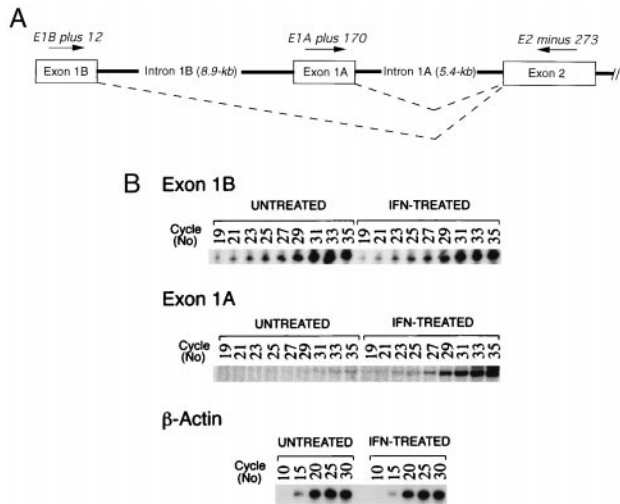 A
E1B plus 12 E1A plus 170 E2 minus 273
Exon 1B Intron 1B (8.9-kb) Exon 1A Intron 1A (5.4-kb) Exon 2
B Exon 1B
UNTREATED IFN-TREATED
Cycle (No) 19 21 23 25 27 29 31 33 35 19 21 23 25 27 29 31 33 35
Exon 1A
UNTREATED IFN-TREATED
Cycle (No) 19 21 23 25 27 29 31 33 35 19 21 23 25 27 29 31 33 35
β-Actin
UNTREATED IFN-TREATED
Cycle (No) 10 15 20 25 30 10 15 20 25 30